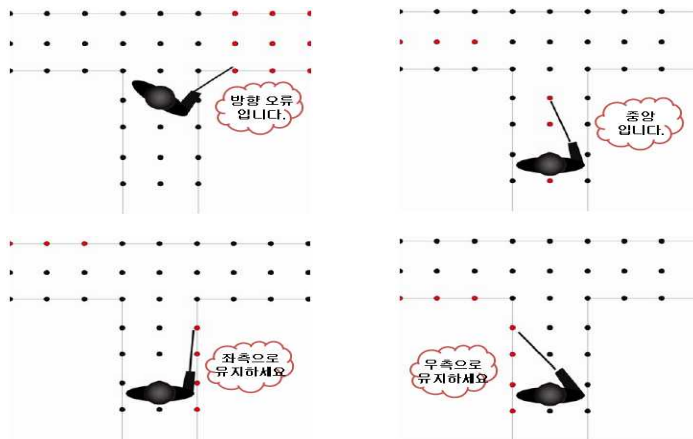 방향 오류
입니다.
중앙
입니다.
좌측으로
유지하세요
우측으로
유지하세요